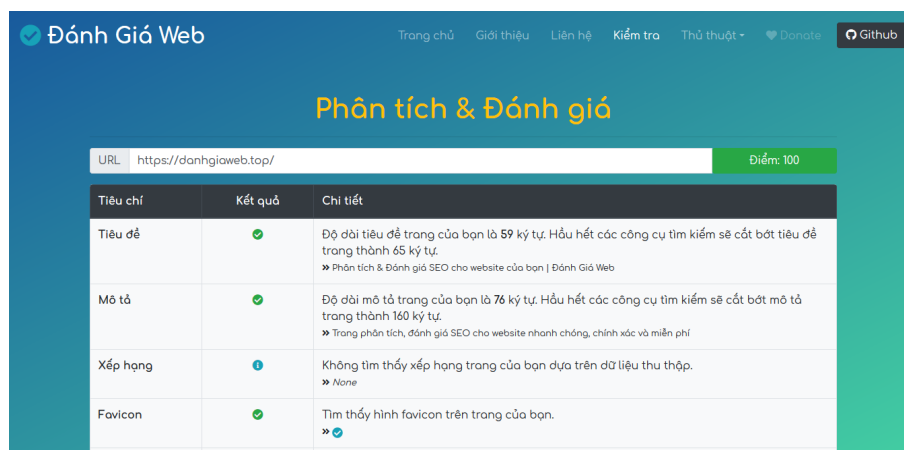 Đánh Giá Web
Trang chủ Giới thiệu Liên hệ Kiểm tra Thủ thuật Donate Github
Phân tích & Đánh giá
URL https://danhgiaweb.top/ Điểm: 100
Tiêu chí Kết quả Chi tiết
Tiêu đề Độ dài tiêu đề trang của bạn là 59 ký tự. Hầu hết các công cụ tìm kiếm sẽ cắt bớt tiêu đề
trang thành 65 ký tự.
» Phân tích & Đánh giá SEO cho website của bạn | Đánh Giá Web
Mô tả Độ dài mô tả trang của bạn là 76 ký tự. Hầu hết các công cụ tìm kiếm sẽ cắt bớt mô tả
trang thành 160 ký tự.
» Trang phân tích, đánh giá SEO cho website nhanh chóng, chính xác và miễn phí
Xếp hạng Không tìm thấy xếp hạng trang của bạn dựa trên dữ liệu thu thập.
» None
Favicon Tìm thấy hình favicon trên trang của bạn.
»